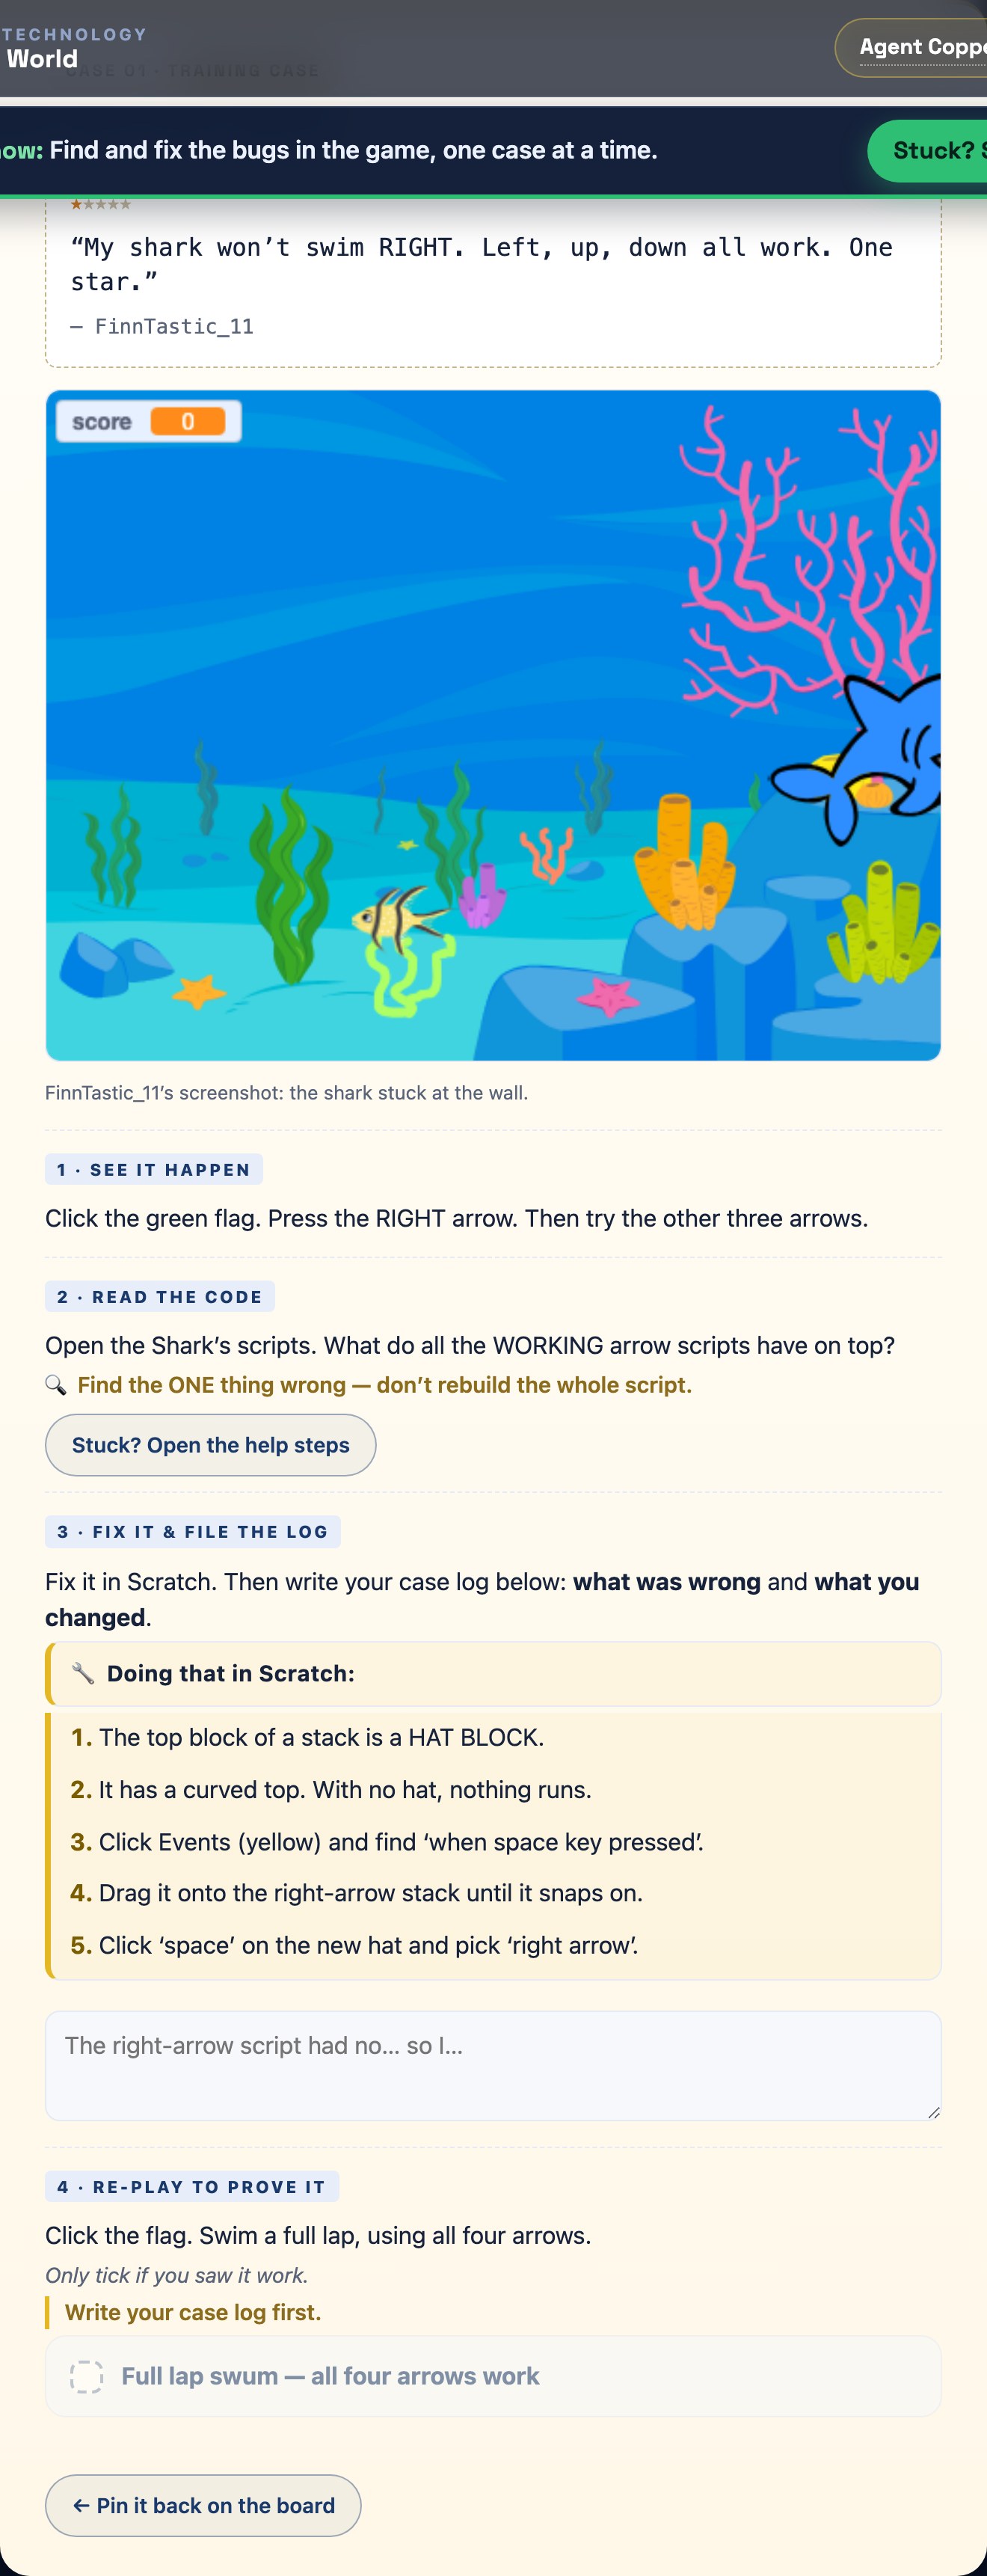 TECHNOLOGY
World
CASE 01 · TRAINING CASE
Agent Coppe
ow: Find and fix the bugs in the game, one case at a time.
Stuck? S
“My shark won’t swim RIGHT. Left, up, down all work. One
star.”
— FinnTastic_11
score 0
FinnTastic_11’s screenshot: the shark stuck at the wall.
1 · SEE IT HAPPEN
Click the green flag. Press the RIGHT arrow. Then try the other three arrows.
2 · READ THE CODE
Open the Shark’s scripts. What do all the WORKING arrow scripts have on top?
Find the ONE thing wrong — don’t rebuild the whole script.
Stuck? Open the help steps
3 · FIX IT & FILE THE LOG
Fix it in Scratch. Then write your case log below: what was wrong and what you
changed.
Doing that in Scratch:
1. The top block of a stack is a HAT BLOCK.
2. It has a curved top. With no hat, nothing runs.
3. Click Events (yellow) and find ‘when space key pressed’.
4. Drag it onto the right-arrow stack until it snaps on.
5. Click ‘space’ on the new hat and pick ‘right arrow’.
The right-arrow script had no... so I...
4 · RE-PLAY TO PROVE IT
Click the flag. Swim a full lap, using all four arrows.
Only tick if you saw it work.
Write your case log first.
Full lap swum — all four arrows work
← Pin it back on the board